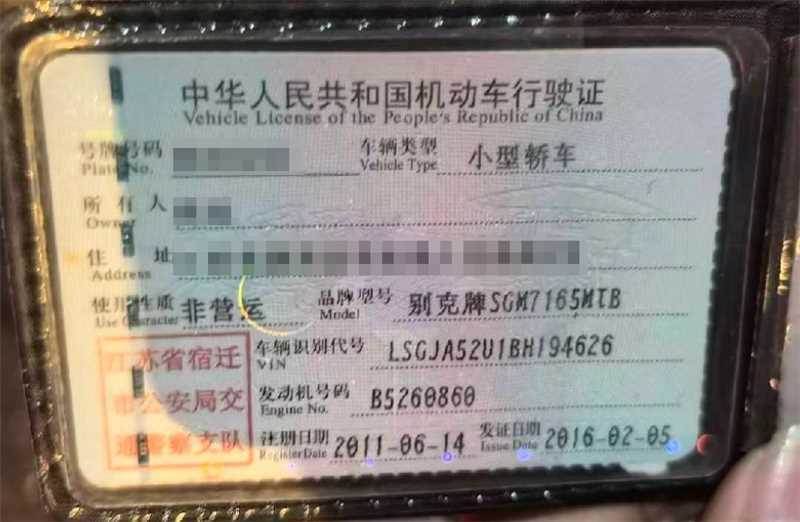 中华人民共和国机动车行驶证
Vehicle License of the People's Republic of China
号牌号码 车辆类型 小型轿车
Plate No. Vehicle Type
所有人
Owner
住址
Address
使用性质 非营运 品牌型号 别克牌SGM7165MTB
Use Character Model
江苏省宿迁 车辆识别代号 LSGJA52U1BH194626
VIN
市公安局交 发动机号码 B5260860
Engine No.
通警察支队 注册日期 2011-06-14 发证日期 2016-02-05
Register Date Issue Date